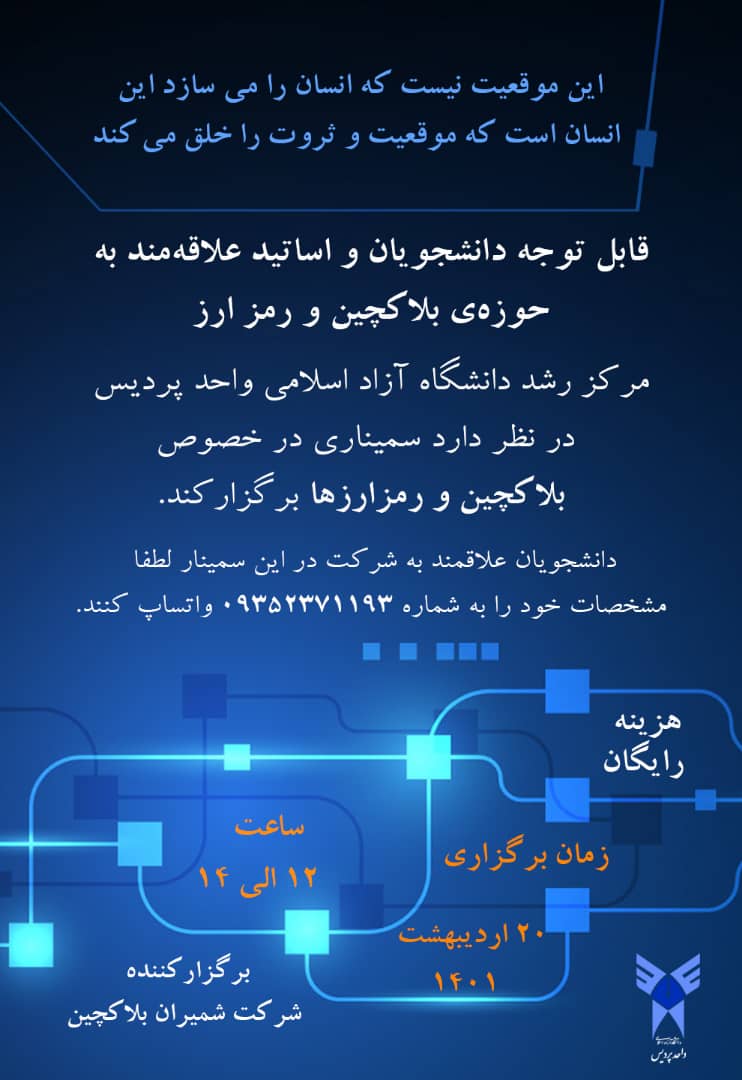 این موقعیت نیست که انسان را می سازد این
انسان است که موقعیت و ثروت را خلق می کند
قابل توجه دانشجویان و اساتید علاقه‌مند به
حوزه‌ی بلاکچین و رمز ارز
مرکز رشد دانشگاه آزاد اسلامی واحد پردیس
در نظر دارد سمیناری در خصوص
بلاکچین و رمزارزها برگزارکند.
دانشجویان علاقمند به شرکت در این سمینار لطفا
مشخصات خود را به شماره ۰۹۳۵۲۳۷۱۱۹۳ واتساپ کنند.
هزینه
رایگان
زمان برگزاری
۲۰ اردیبهشت
۱۴۰۱
ساعت
۱۲ الی ۱۴
برگزارکننده
شرکت شمیران بلاکچین
واحد پردیس